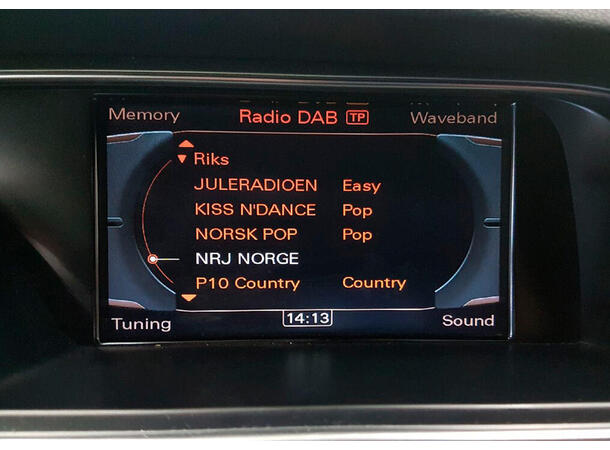 Memory Radio DAB TP Waveband
Riks
JULERADIOEN Easy
KISS N'DANCE Pop
NORSK POP Pop
NRJ NORGE
P10 Country Country
Tuning 14:13 Sound